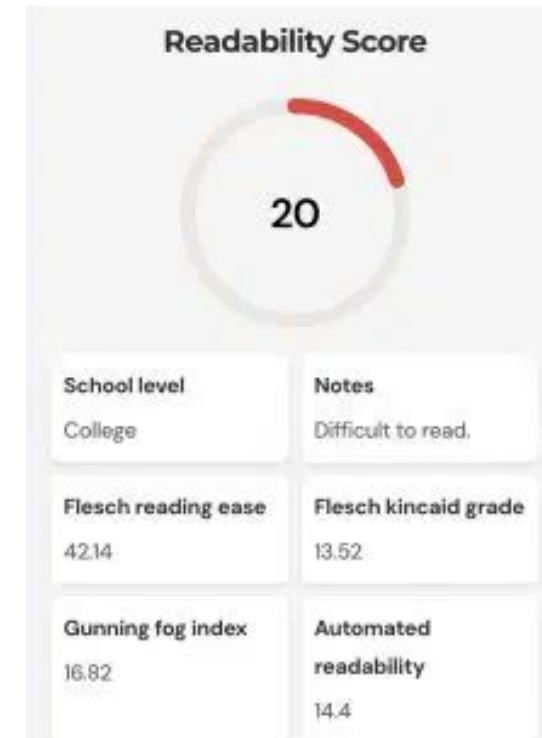 Readability Score
20
School level
College
Notes
Difficult to read.
Flesch reading ease
42.14
Flesch kincaid grade
13.52
Gunning fog index
16.82
Automated
readability
14.4